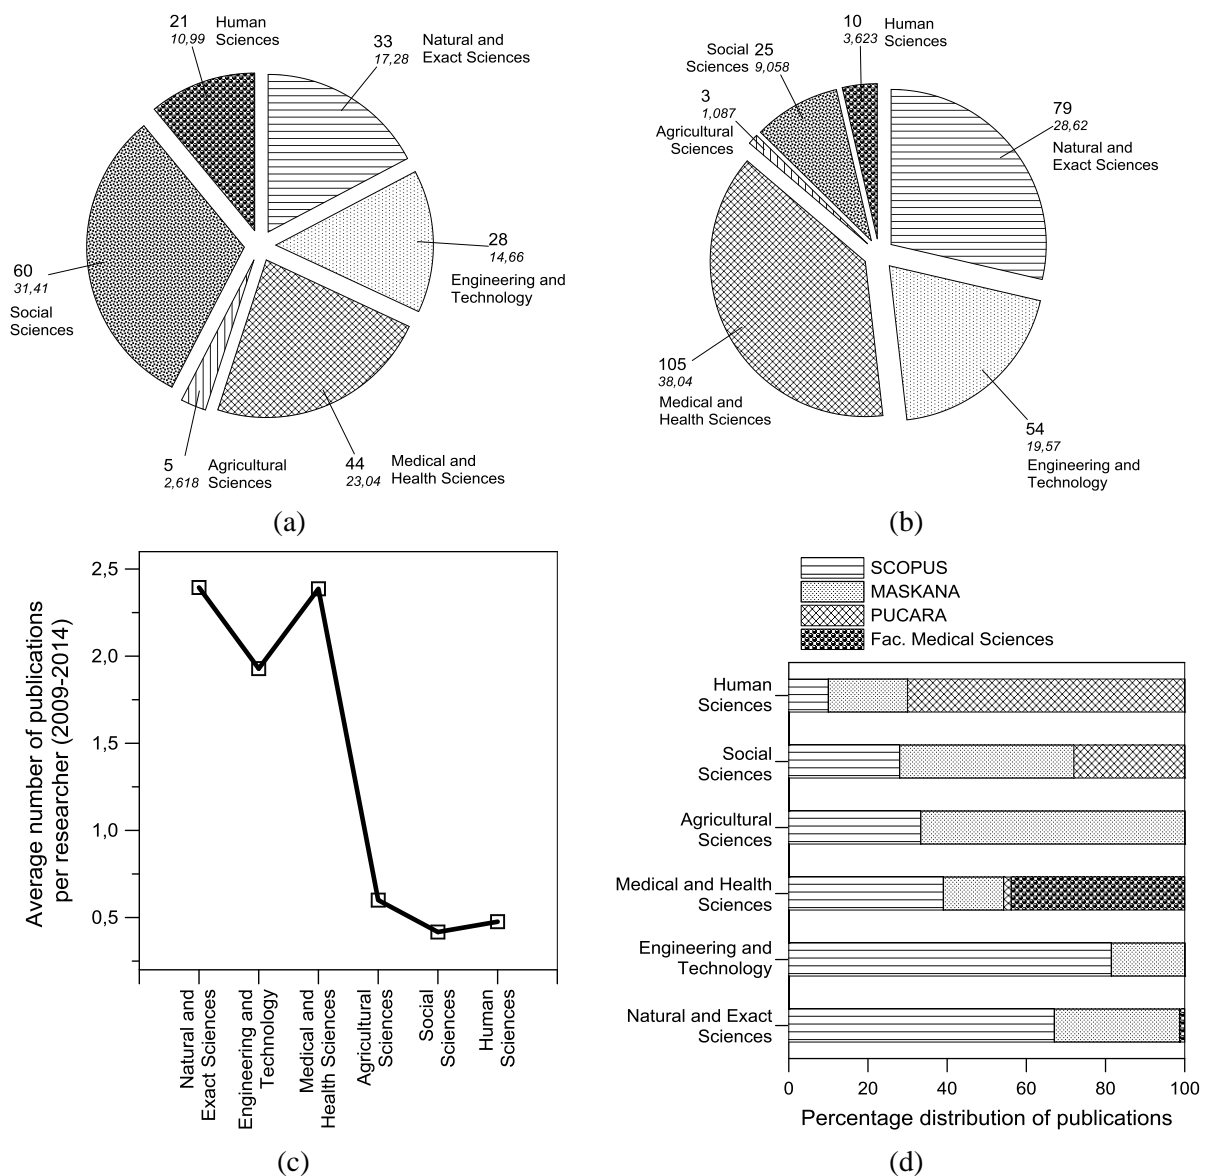 21 Human
10,99 Sciences
33 Natural and
17,28 Exact Sciences
28
14,66
Engineering and
Technology
60
31,41
Social
Sciences
5 Agricultural
2,618 Sciences
44 Medical and
23,04 Health Sciences
(a)
10 Human
3,623 Sciences
Social 25
Sciences 9,058
3
1,087
Agricultural
Sciences
79
28,62
Natural and
Exact Sciences
105
38,04
Medical and
Health Sciences
54
19,57
Engineering and
Technology
(b)
Average number of publications
per researcher (2009-2014)
2,5
2,0
1,5
1,0
0,5
Natural and
Exact Sciences
Engineering and
Technology
Medical and
Health Sciences
Agricultural
Sciences
Social
Sciences
Human
Sciences
(c)
SCOPUS
MASKANA
PUCARA
Fac. Medical Sciences
Human
Sciences
Social
Sciences
Agricultural
Sciences
Medical and Health
Sciences
Engineering and
Technology
Natural and Exact
Sciences
0 20 40 60 80 100
Percentage distribution of publications
(d)